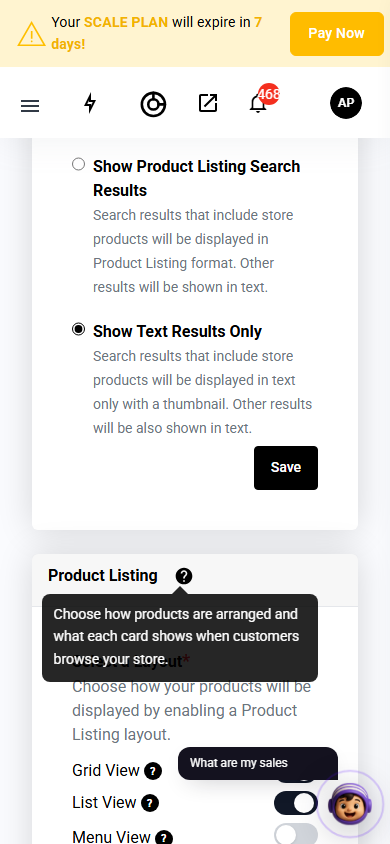 Your SCALE PLAN will expire in 7
days!
Pay Now
468
AP
Show Product Listing Search
Results
Search results that include store
products will be displayed in
Product Listing format. Other
results will be shown in text.
Show Text Results Only
Search results that include store
products will be displayed in text
only with a thumbnail. Other results
will be also shown in text.
Save
Product Listing ?
Choose how products are arranged and
what each card shows when customers
browse your store.
Layout*
Choose how your products will be
displayed by enabling a Product
Listing layout.
What are my sales
Grid View ?
List View ?
Menu View ?